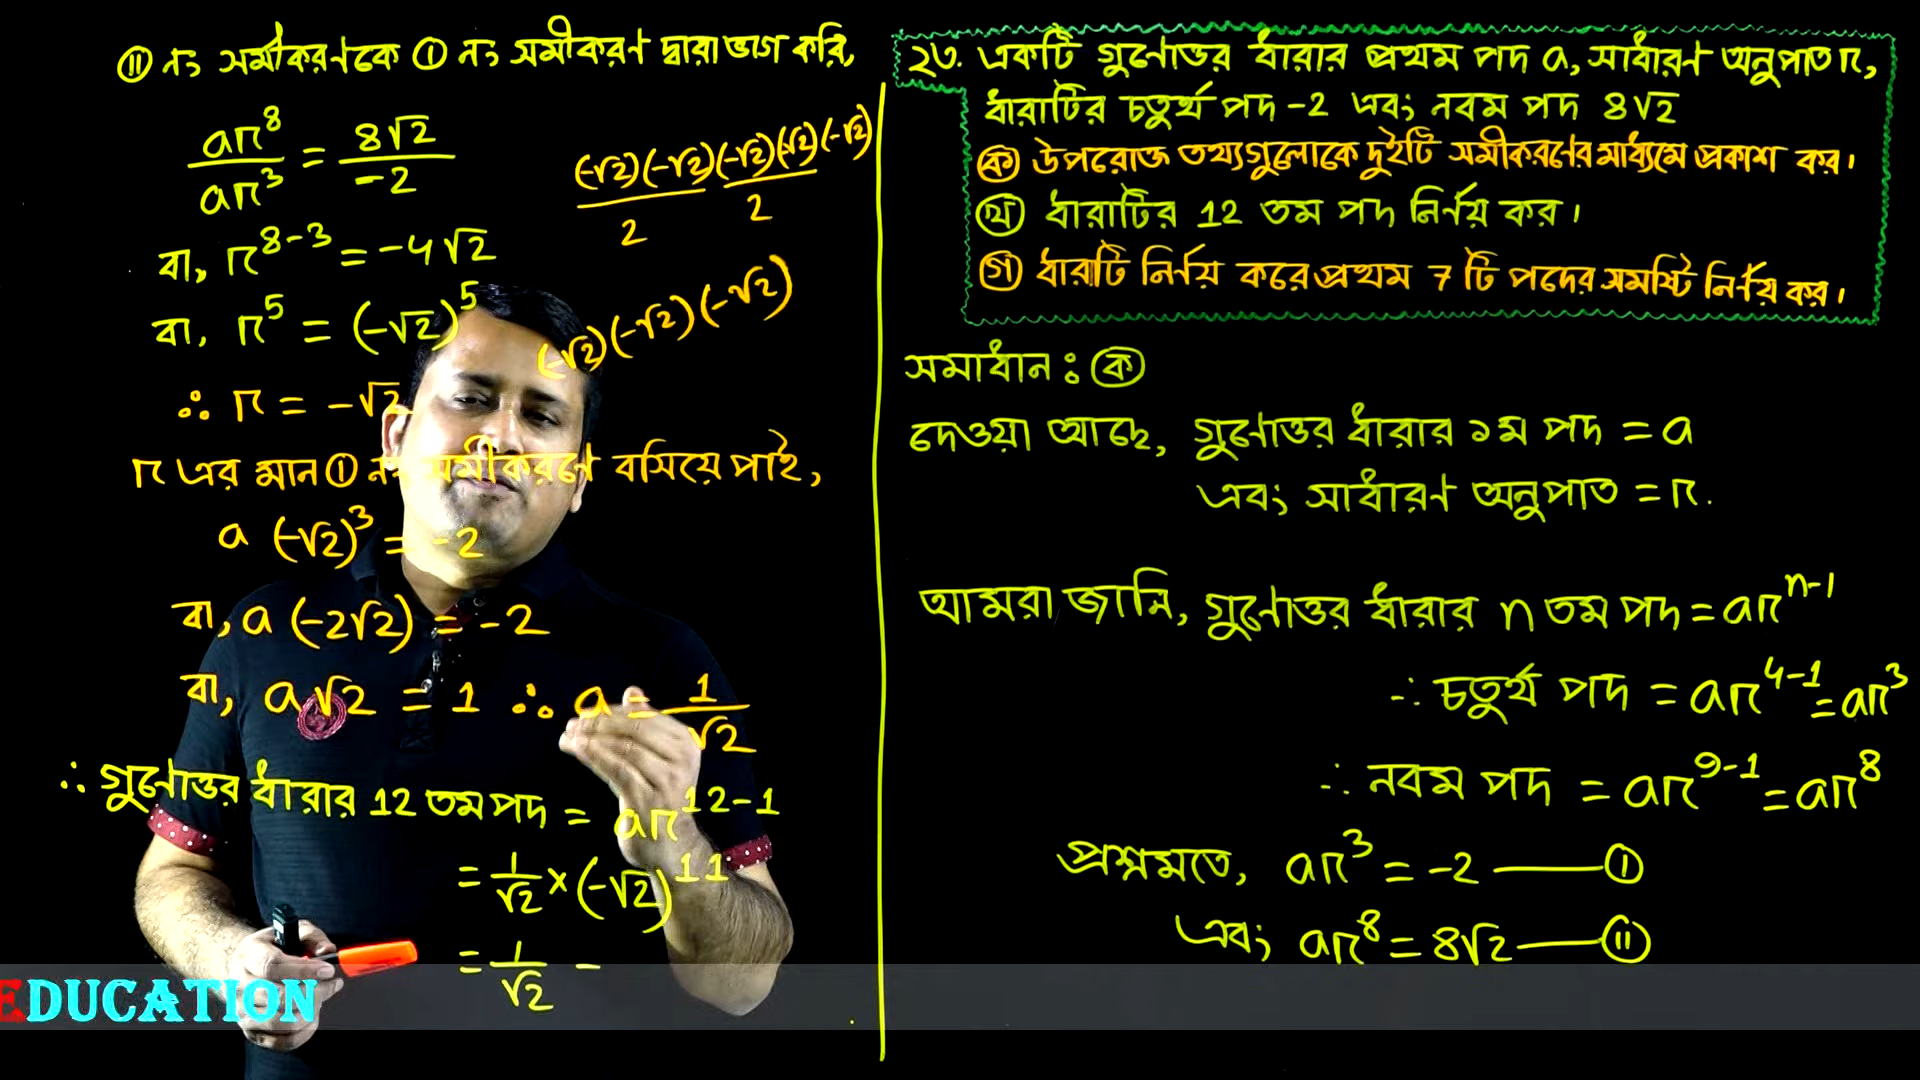 (ii) নং সমীকরণকে (i) নং সমীকরণ দ্বারা ভাগ করি,
ar^8/ar^3 = 8√2/-2
(-√2)(-√2)(-√2)(-√2)(-√2)
2 2
বা, r^(8-3) = -4√2
বা, r^5 = (-√2)^5
(-√2)(-√2)(-√2)
∴ r = -√2
r এর মান (i) নং সমীকরণে বসিয়ে পাই,
a (-√2)^3 = -2
বা, a (-2√2) = -2
বা, a√2 = 1 ∴ a = 1/√2
∴ গুণোত্তর ধারার 12 তম পদ = ar^(12-1)
= 1/√2 × (-√2)^11
= 1/√2 -
EDUCATION
২৩. একটি গুণোত্তর ধারার প্রথম পদ a, সাধারণ অনুপাত r,
ধারাটির চতুর্থ পদ -2 এবং নবম পদ 8√2
(ক) উপরোক্ত তথ্যগুলোকে দুইটি সমীকরণের মাধ্যমে প্রকাশ কর।
(খ) ধারাটির 12 তম পদ নির্ণয় কর।
(গ) ধারাটি নির্ণয় করে প্রথম 7 টি পদের সমষ্টি নির্ণয় কর।
সমাধান : (ক)
দেওয়া আছে, গুণোত্তর ধারার ১ম পদ = a
এবং সাধারণ অনুপাত = r.
আমরা জানি, গুণোত্তর ধারার n তম পদ = ar^(n-1)
∴ চতুর্থ পদ = ar^(4-1) = ar^3
∴ নবম পদ = ar^(9-1) = ar^8
প্রশ্নমতে, ar^3 = -2 —— (i)
এবং ar^8 = 8√2 —— (ii)